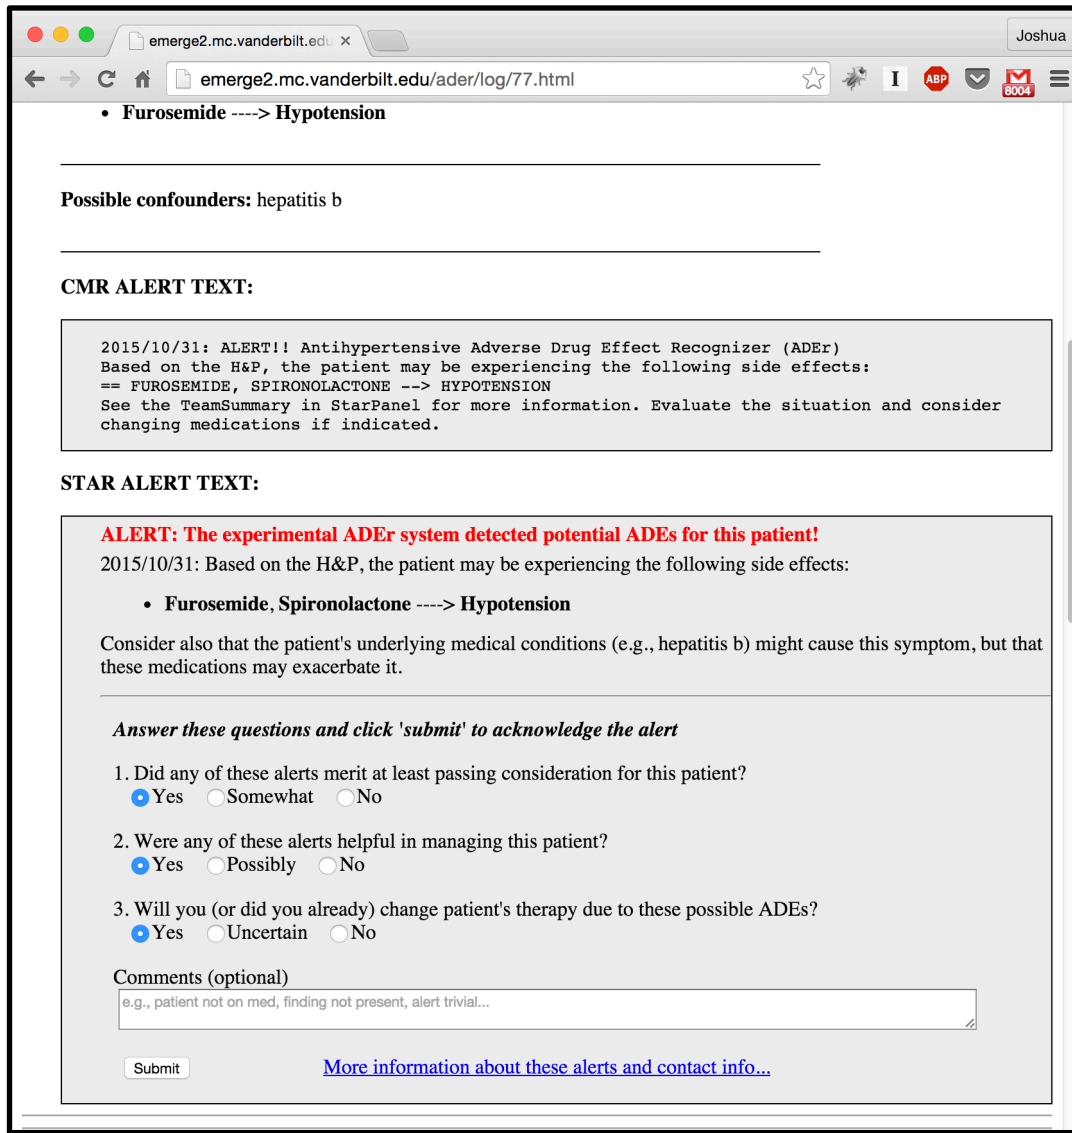 emerge2.mc.vanderbilt.edu ×
Joshua
emerge2.mc.vanderbilt.edu/ader/log/77.html
I
ABP
8004
• Furosemide ----> Hypotension
Possible confounders: hepatitis b
CMR ALERT TEXT:
2015/10/31: ALERT!! Antihypertensive Adverse Drug Effect Recognizer (ADEr)
Based on the H&P, the patient may be experiencing the following side effects:
== FUROSEMIDE, SPIRONOLACTONE --> HYPOTENSION
See the TeamSummary in StarPanel for more information. Evaluate the situation and consider
changing medications if indicated.
STAR ALERT TEXT:
ALERT: The experimental ADEr system detected potential ADEs for this patient!
2015/10/31: Based on the H&P, the patient may be experiencing the following side effects:
• Furosemide, Spironolactone ----> Hypotension
Consider also that the patient's underlying medical conditions (e.g., hepatitis b) might cause this symptom, but that
these medications may exacerbate it.
Answer these questions and click 'submit' to acknowledge the alert
1. Did any of these alerts merit at least passing consideration for this patient?
Yes Somewhat No
2. Were any of these alerts helpful in managing this patient?
Yes Possibly No
3. Will you (or did you already) change patient's therapy due to these possible ADEs?
Yes Uncertain No
Comments (optional)
e.g., patient not on med, finding not present, alert trivial...
Submit More information about these alerts and contact info...